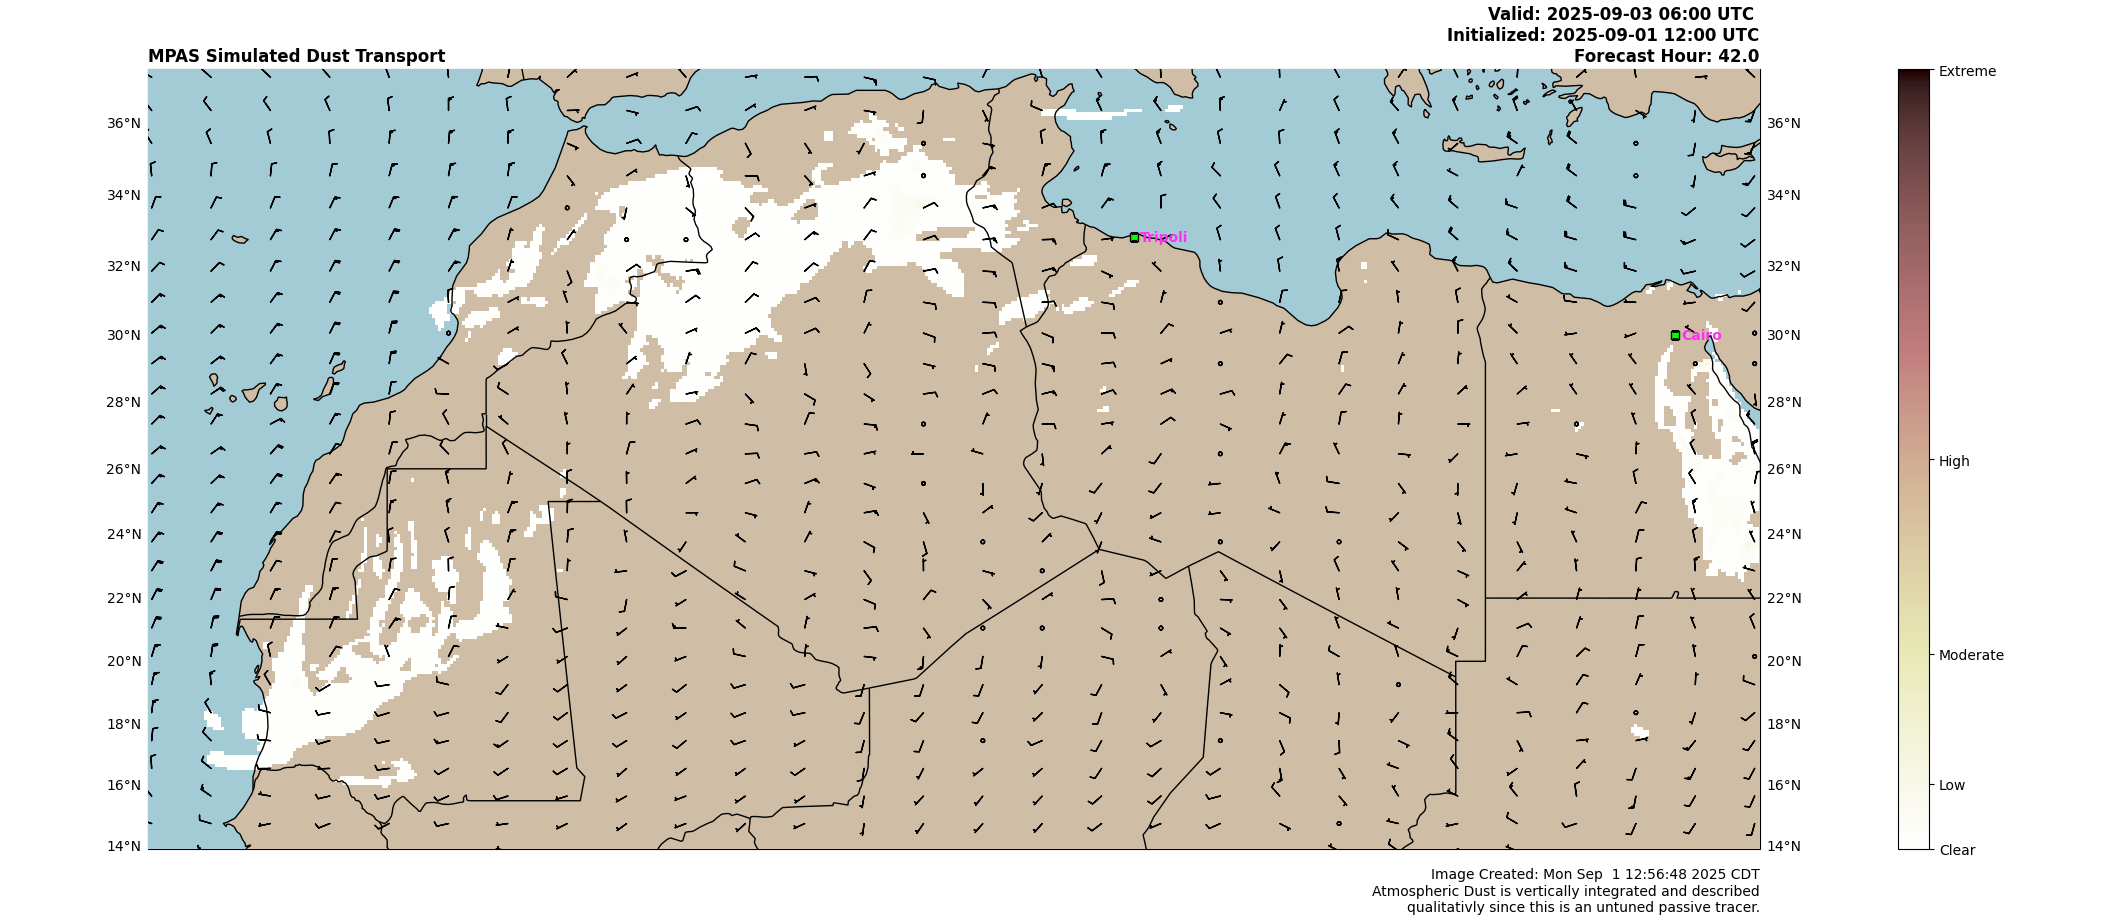 Valid: 2025-09-03 06:00 UTC
Initialized: 2025-09-01 12:00 UTC
MPAS Simulated Dust Transport
Forecast Hour: 42.0
Extreme
36°N
36°N
34°N
34°N
Tripoli
32°N
32°N
30°N
Cairo
30°N
28°N
28°N
26°N
26°N
High
24°N
24°N
22°N
22°N
20°N
20°N
Moderate
18°N
18°N
16°N
16°N
Low
14°N
14°N
Clear
Image Created: Mon Sep  1 12:56:48 2025 CDT
Atmospheric Dust is vertically integrated and described
qualitativly since this is an untuned passive tracer.